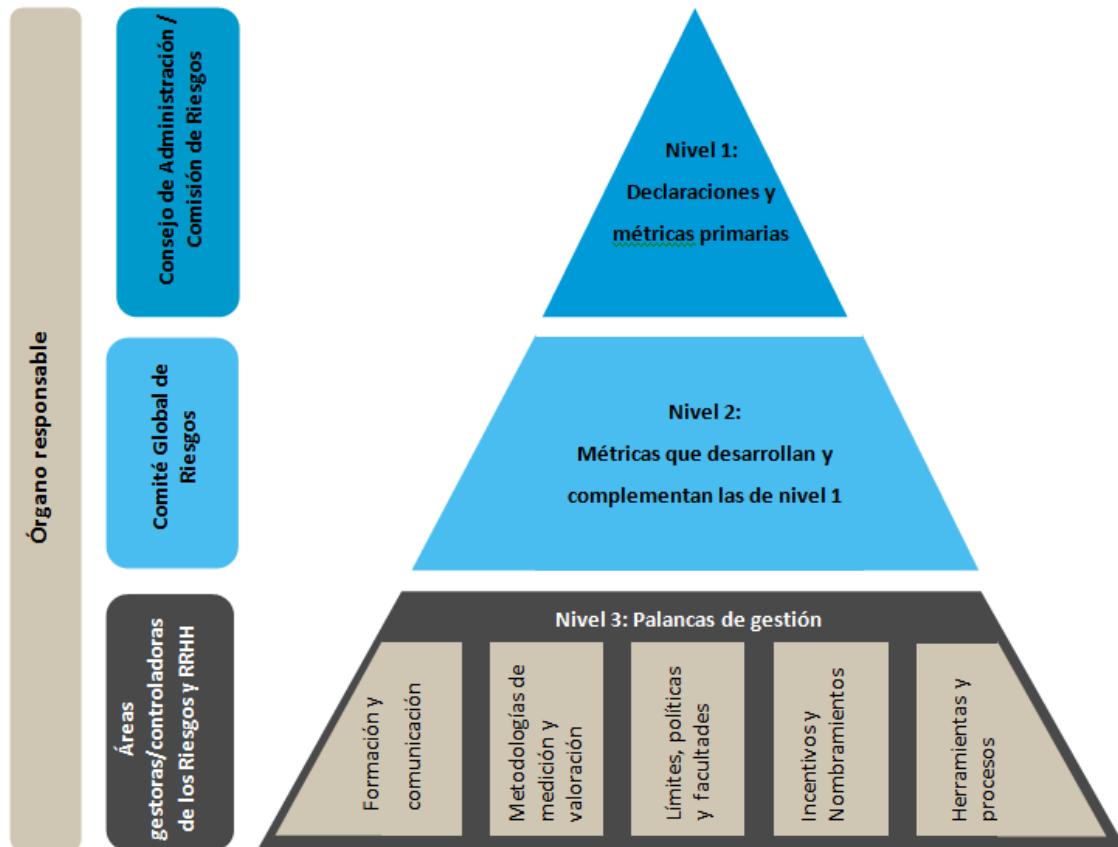 Órgano responsable
Consejo de Administración /
Comisión de Riesgos
Nivel 1:
Declaraciones y
métricas primarias
Comité Global de
Riesgos
Nivel 2:
Métricas que desarrollan y
complementan las de nivel 1
Áreas
gestoras/controladoras
de los Riesgos y RRHH
Nivel 3: Palancas de gestión
Formación y
comunicación
Metodologías de
medición y
valoración
Límites, políticas
y facultades
Incentivos y
Nombramientos
Herramientas y
procesos